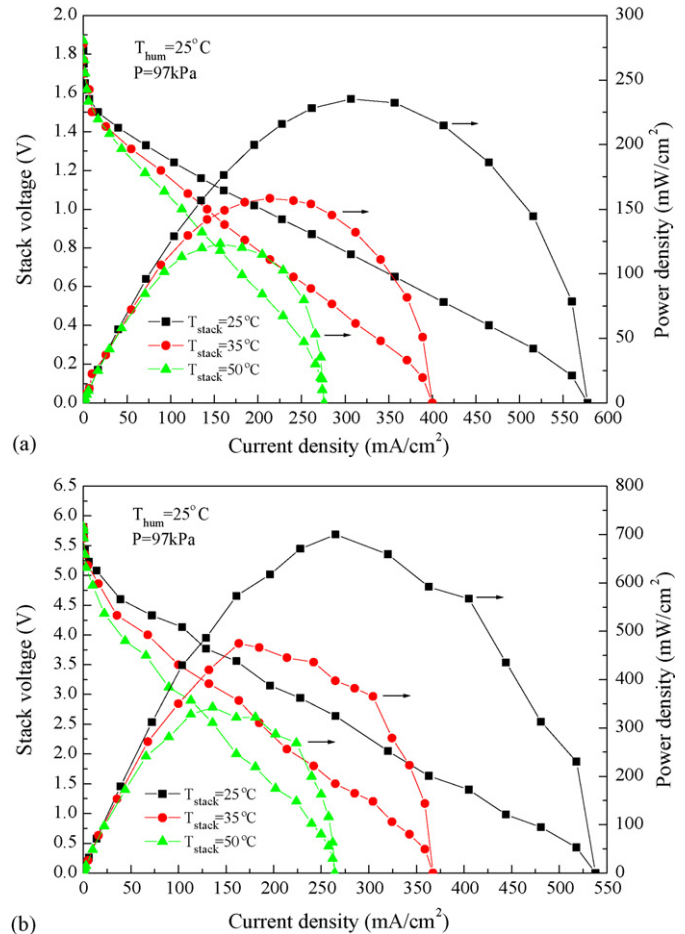 2.0
1.8
1.6
1.4
1.2
1.0
0.8
0.6
0.4
0.2
0.0
Stack voltage (V)
T_hum=25°C
P=97kPa
T_stack=25°C
T_stack=35°C
T_stack=50°C
300
250
200
150
100
50
0
Power density (mW/cm²)
0 50 100 150 200 250 300 350 400 450 500 550 600
(a)
Current density (mA/cm²)
6.5
6.0
5.5
5.0
4.5
4.0
3.5
3.0
2.5
2.0
1.5
1.0
0.5
0.0
Stack voltage (V)
T_hum=25°C
P=97kPa
T_stack=25°C
T_stack=35°C
T_stack=50°C
800
700
600
500
400
300
200
100
0
Power density (mW/cm²)
0 50 100 150 200 250 300 350 400 450 500 550
(b)
Current density (mA/cm²)